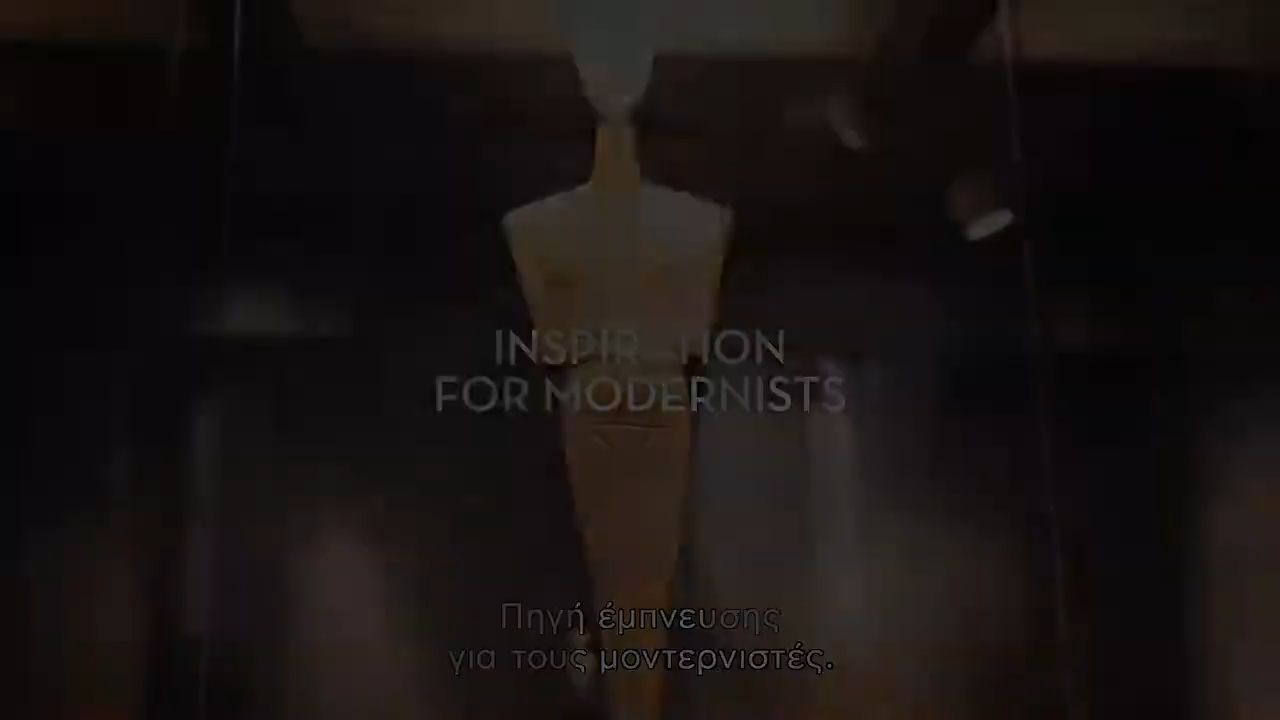 INSPIRATION
FOR MODERNISTS
Πηγή έμπνευσης
για τους μοντερνιστές.